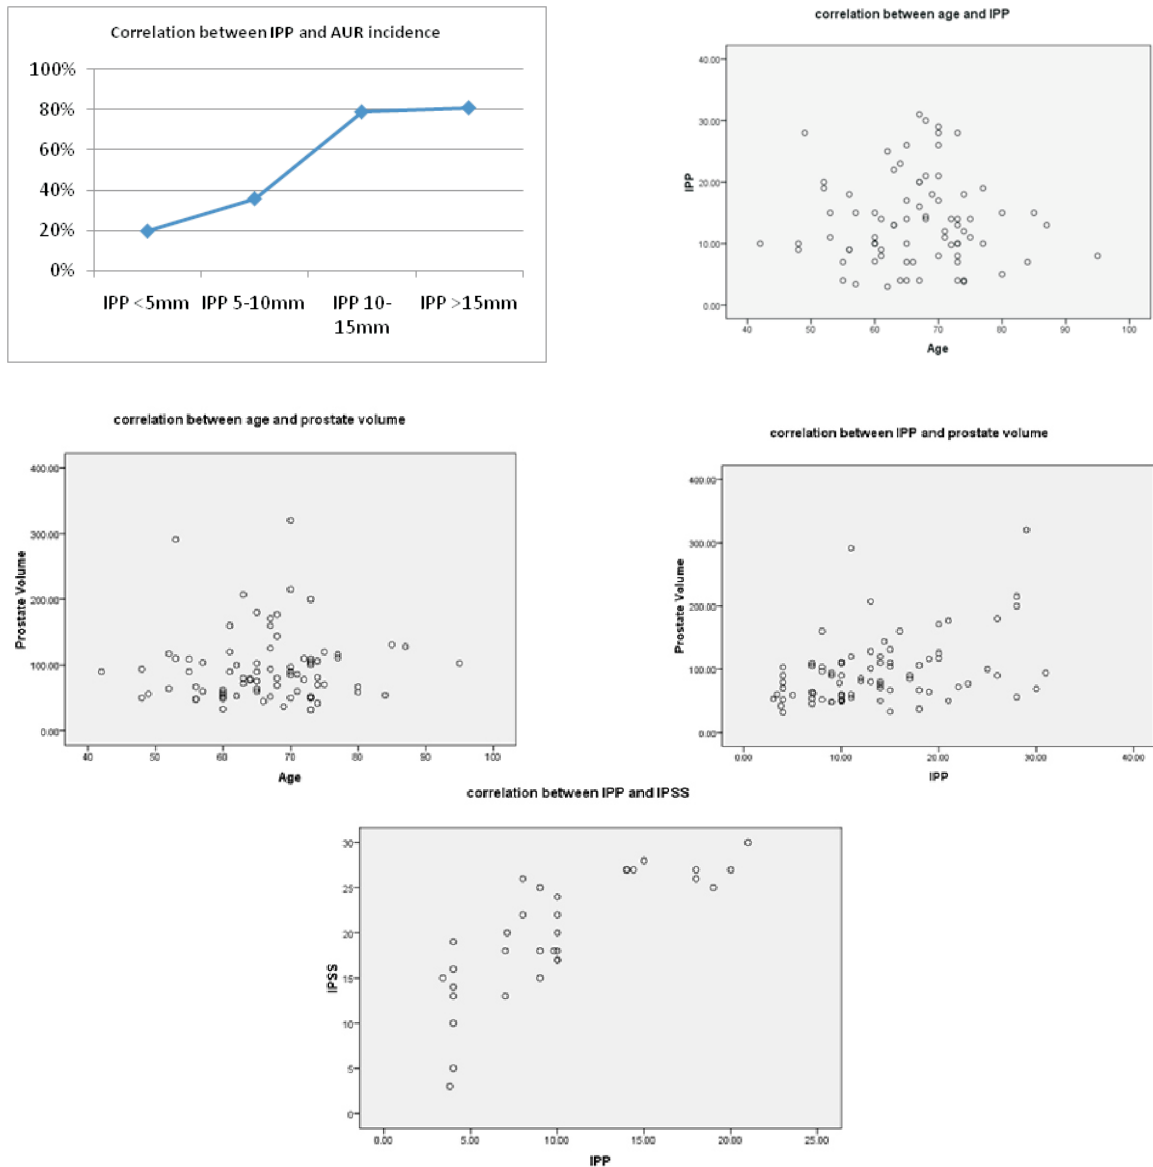 Correlation between IPP and AUR incidence
100%
80%
60%
40%
20%
0%
IPP <5mm IPP 5-10mm IPP 10- IPP >15mm
15mm
correlation between age and IPP
40.00
30.00
20.00
10.00
0.00
IPP
40 50 60 70 80 90 100
Age
correlation between age and prostate volume
400.00
300.00
200.00
100.00
0.00
Prostate Volume
40 50 60 70 80 90 100
Age
correlation between IPP and prostate volume
400.00
300.00
200.00
100.00
0.00
Prostate Volume
0.00 10.00 20.00 30.00 40.00
IPP
correlation between IPP and IPSS
30
25
20
15
10
5
0
IPSS
0.00 5.00 10.00 15.00 20.00 25.00
IPP